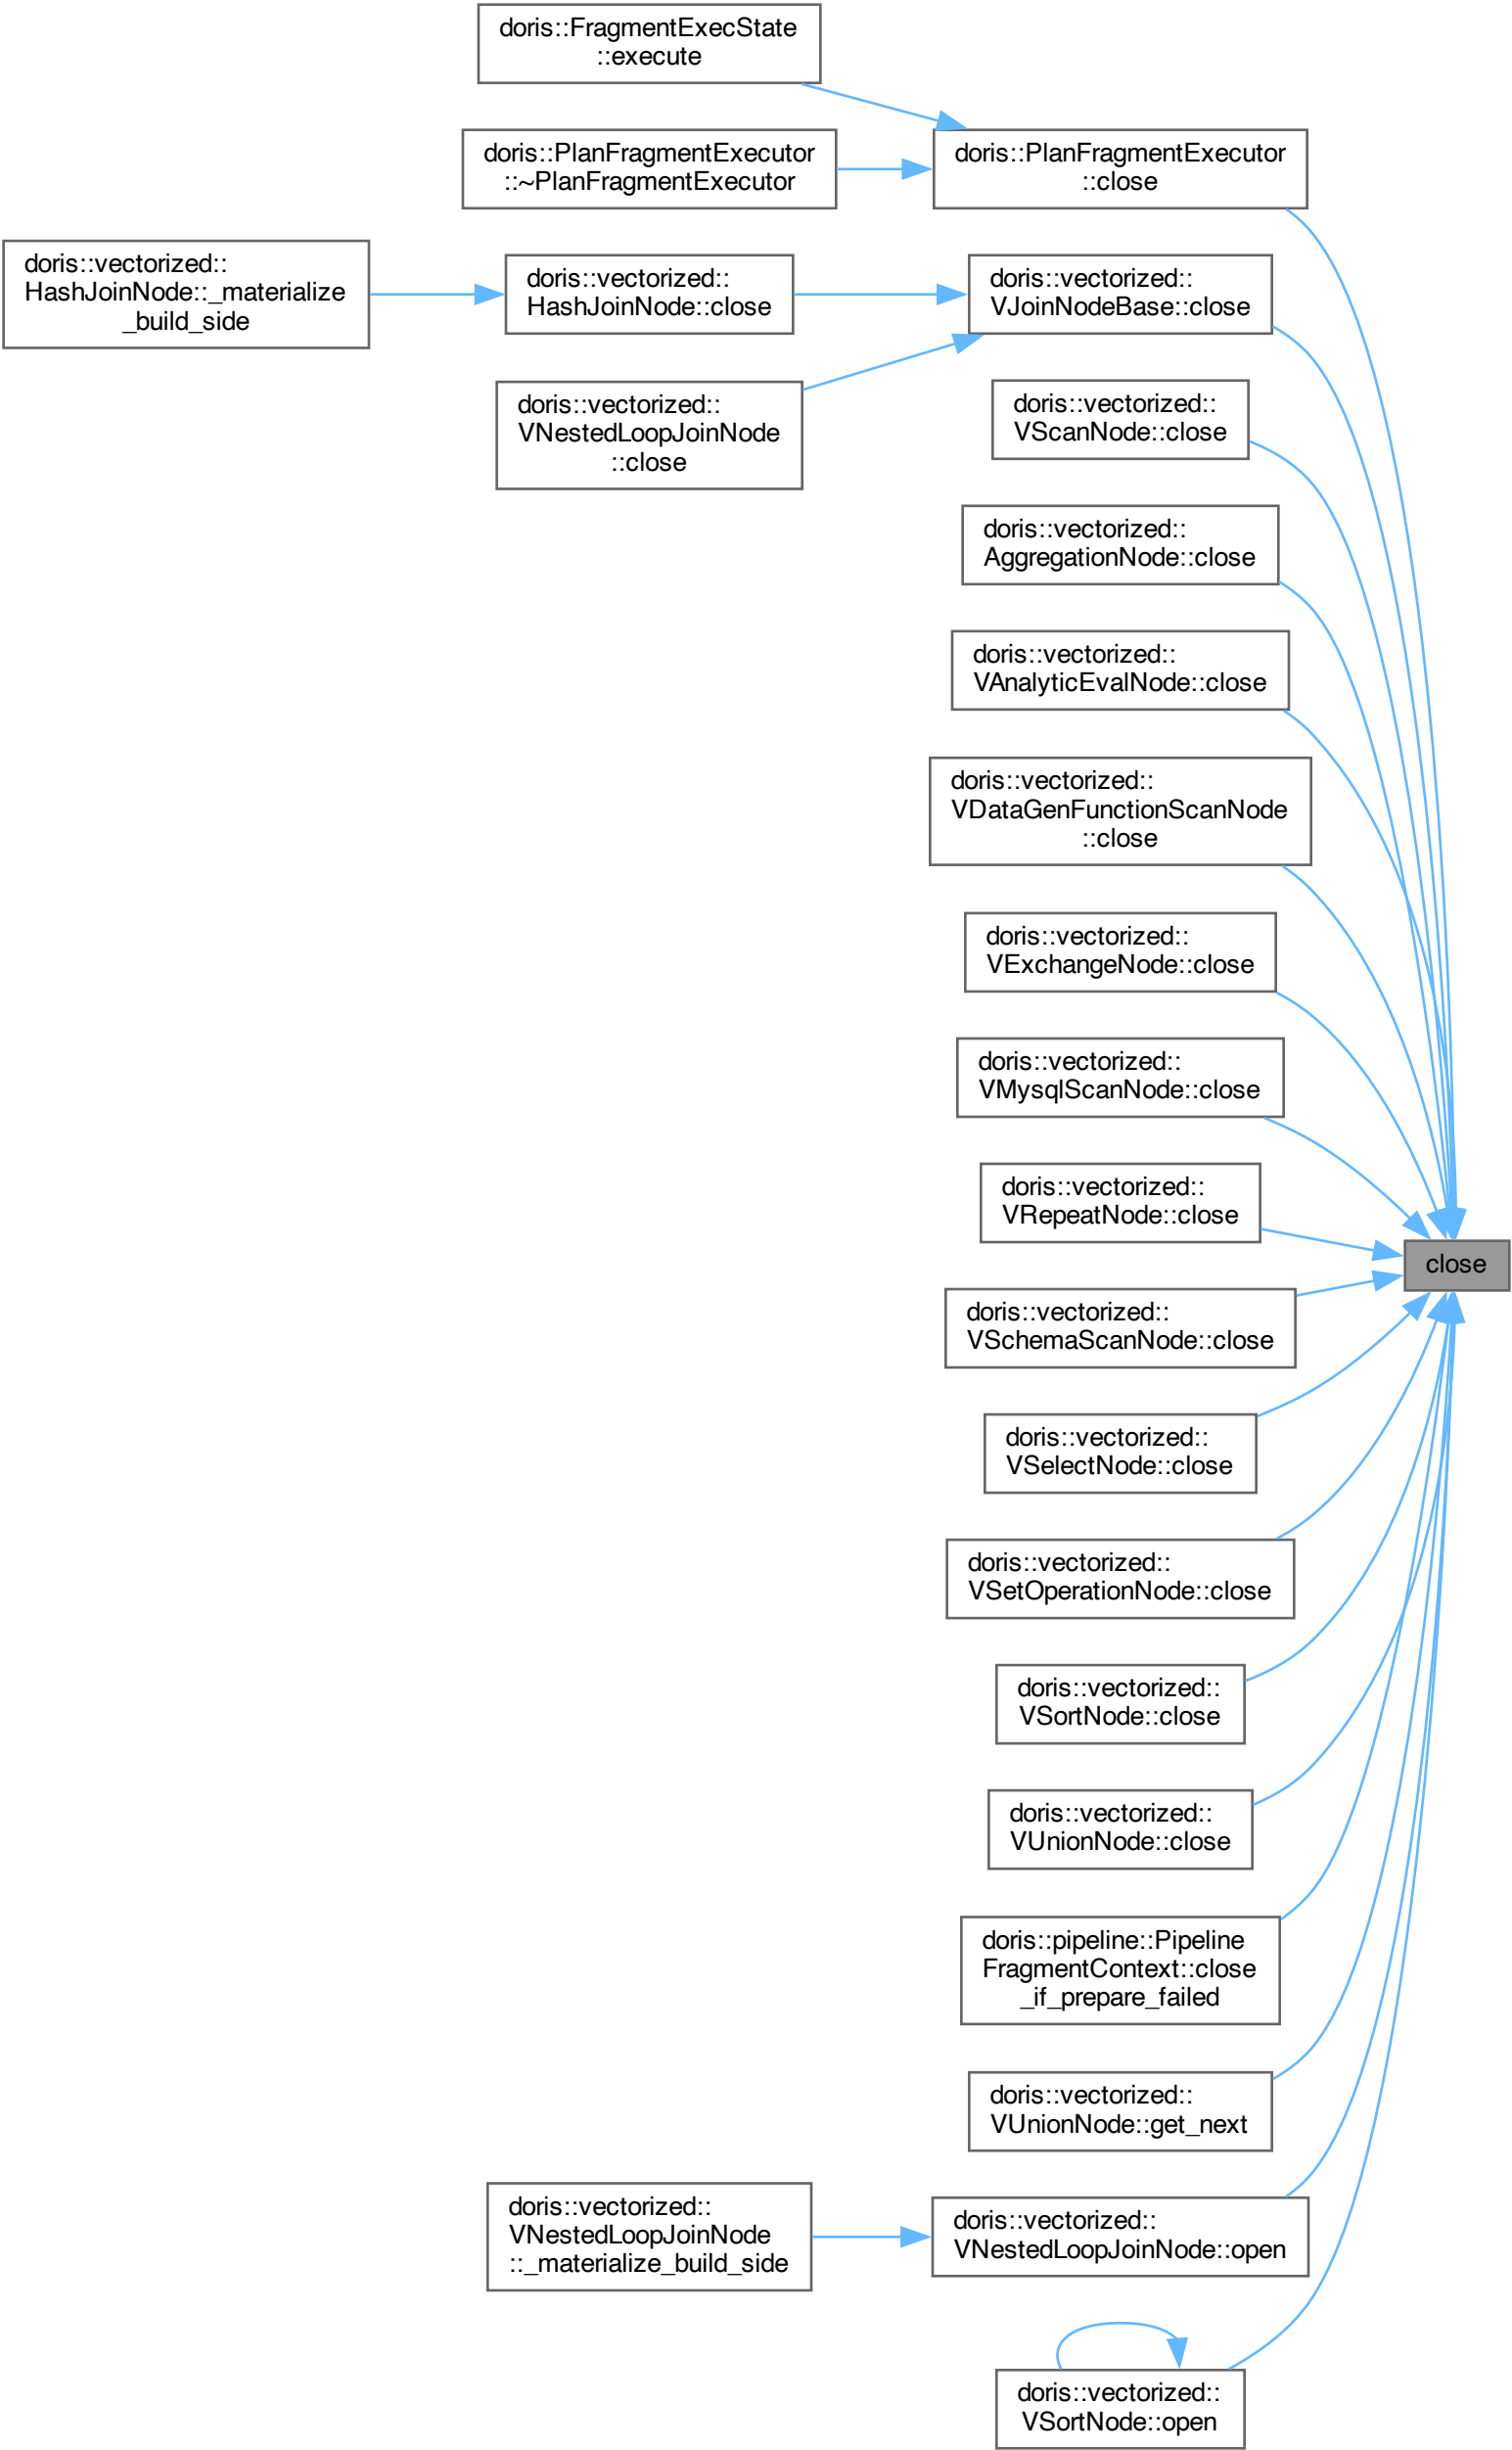 doris::FragmentExecState
::execute
doris::PlanFragmentExecutor
::~PlanFragmentExecutor
doris::PlanFragmentExecutor
::close
doris::vectorized::
HashJoinNode::_materialize
_build_side
doris::vectorized::
HashJoinNode::close
doris::vectorized::
VJoinNodeBase::close
doris::vectorized::
VNestedLoopJoinNode
::close
doris::vectorized::
VScanNode::close
doris::vectorized::
AggregationNode::close
doris::vectorized::
VAnalyticEvalNode::close
doris::vectorized::
VDataGenFunctionScanNode
::close
doris::vectorized::
VExchangeNode::close
doris::vectorized::
VMysqlScanNode::close
doris::vectorized::
VRepeatNode::close
close
doris::vectorized::
VSchemaScanNode::close
doris::vectorized::
VSelectNode::close
doris::vectorized::
VSetOperationNode::close
doris::vectorized::
VSortNode::close
doris::vectorized::
VUnionNode::close
doris::pipeline::Pipeline
FragmentContext::close
_if_prepare_failed
doris::vectorized::
VUnionNode::get_next
doris::vectorized::
VNestedLoopJoinNode
::_materialize_build_side
doris::vectorized::
VNestedLoopJoinNode::open
doris::vectorized::
VSortNode::open